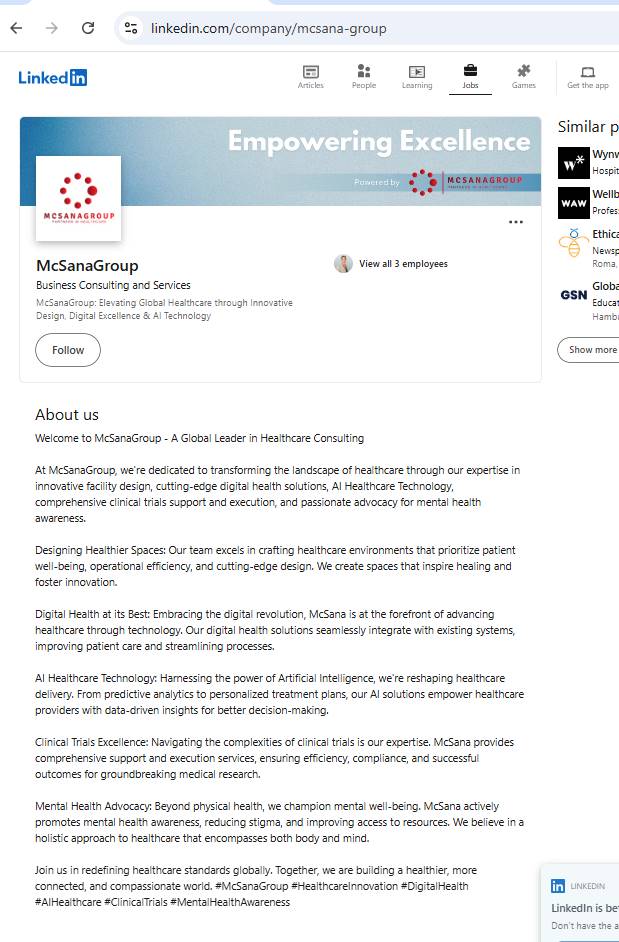 linkedin.com/company/mcsana-group
Linked in
Articles
People
Learning
Jobs
Games
Get the app
Empowering Excellence
Powered by
MCSANAGROUP
PARTNERS IN HEALTHCARE
MCSANAGROUP
PARTNERS IN HEALTHCARE
McSanaGroup
Business Consulting and Services
McSanaGroup: Elevating Global Healthcare through Innovative
Design, Digital Excellence & AI Technology
View all 3 employees
Follow
Similar p
W
Wynw
Hospit
WAW
Wellb
Profes
Ethica
Newsp
Roma,
GSN
Globa
Educat
Hamb
Show more
About us
Welcome to McSanaGroup - A Global Leader in Healthcare Consulting
At McSanaGroup, we're dedicated to transforming the landscape of healthcare through our expertise in
innovative facility design, cutting-edge digital health solutions, AI Healthcare Technology,
comprehensive clinical trials support and execution, and passionate advocacy for mental health
awareness.
Designing Healthier Spaces: Our team excels in crafting healthcare environments that prioritize patient
well-being, operational efficiency, and cutting-edge design. We create spaces that inspire healing and
foster innovation.
Digital Health at its Best: Embracing the digital revolution, McSana is at the forefront of advancing
healthcare through technology. Our digital health solutions seamlessly integrate with existing systems,
improving patient care and streamlining processes.
AI Healthcare Technology: Harnessing the power of Artificial Intelligence, we're reshaping healthcare
delivery. From predictive analytics to personalized treatment plans, our AI solutions empower healthcare
providers with data-driven insights for better decision-making.
Clinical Trials Excellence: Navigating the complexities of clinical trials is our expertise. McSana provides
comprehensive support and execution services, ensuring efficiency, compliance, and successful
outcomes for groundbreaking medical research.
Mental Health Advocacy: Beyond physical health, we champion mental well-being. McSana actively
promotes mental health awareness, reducing stigma, and improving access to resources. We believe in a
holistic approach to healthcare that encompasses both body and mind.
Join us in redefining healthcare standards globally. Together, we are building a healthier, more
connected, and compassionate world. #McSanaGroup #HealthcareInnovation #DigitalHealth
#AIHealthcare #ClinicalTrials #MentalHealthAwareness
in LINKEDIN
LinkedIn is be
Don't have the a